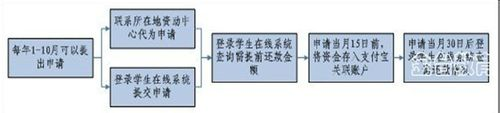 每年1-10月可以提
出申请
联系所在地资助中
心代为申请
登录学生在线系统
提交申请
登录学生在线系统
查询需提前还款金
额
申请当月15日前，
将资金存入支付宝
关联账户
申请当月30日后登